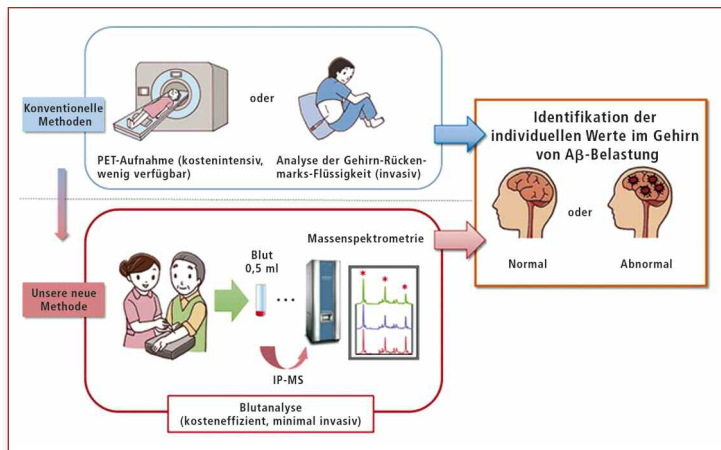 Konventionelle
Methoden
oder
PET-Aufnahme (kostenintensiv,
wenig verfügbar)
Analyse der Gehirn-Rücken-
marks-Flüssigkeit (invasiv)
Identifikation der
individuellen Werte im Gehirn
von Aβ-Belastung
oder
Normal
Abnormal
Unsere neue
Methode
Blut
0,5 ml
...
Massenspektrometrie
IP-MS
Blutanalyse
(kosteneffizient, minimal invasiv)